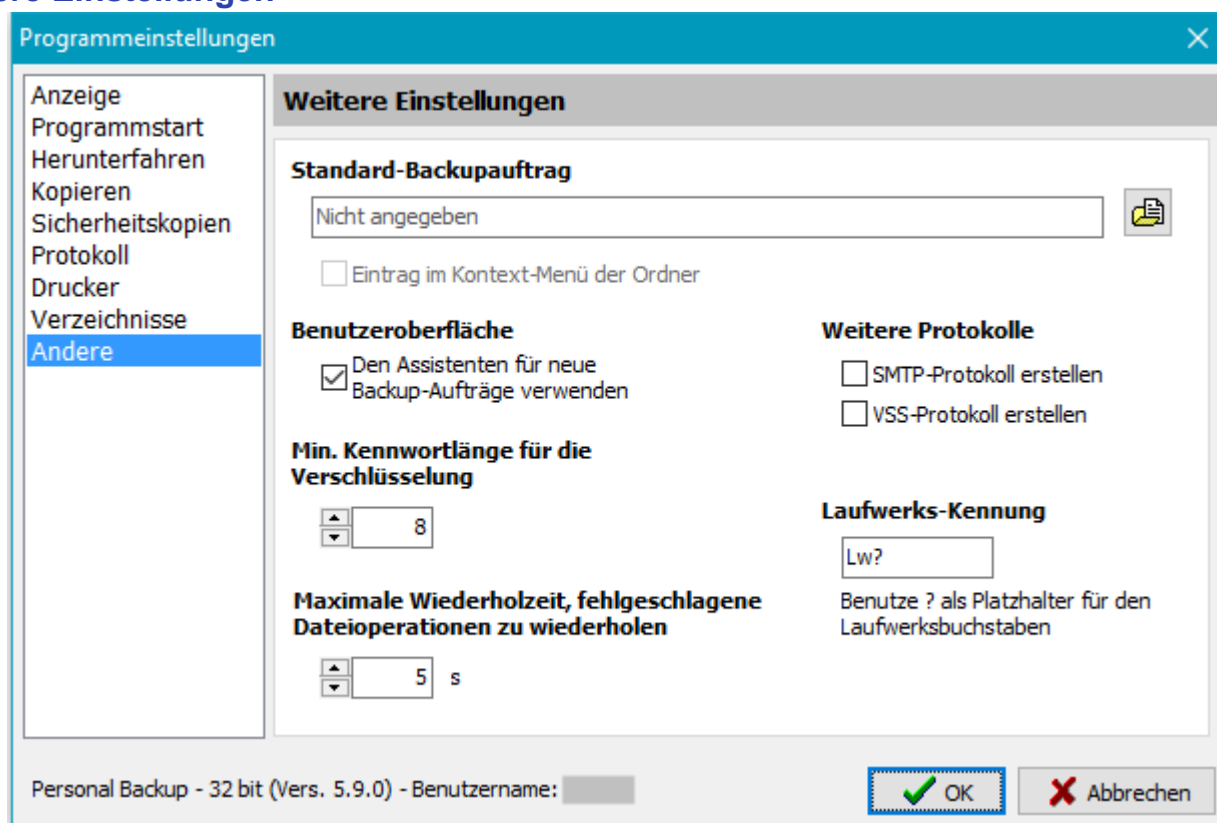 Einstellungen
Programmeinstellungen
Anzeige
Programmstart
Herunterfahren
Kopieren
Sicherheitskopien
Protokoll
Drucker
Verzeichnisse
Andere
Weitere Einstellungen
Standard-Backupauftrag
Nicht angegeben
Eintrag im Kontext-Menü der Ordner
Benutzeroberfläche
Den Assistenten für neue
Backup-Aufträge verwenden
Min. Kennwortlänge für die
Verschlüsselung
8
Maximale Wiederholzeit, fehlgeschlagene
Dateioperationen zu wiederholen
5 s
Weitere Protokolle
SMTP-Protokoll erstellen
VSS-Protokoll erstellen
Laufwerks-Kennung
Lw?
Benutze ? als Platzhalter für den
Laufwerksbuchstaben
Personal Backup - 32 bit (Vers. 5.9.0) - Benutzername:
OK
Abbrechen